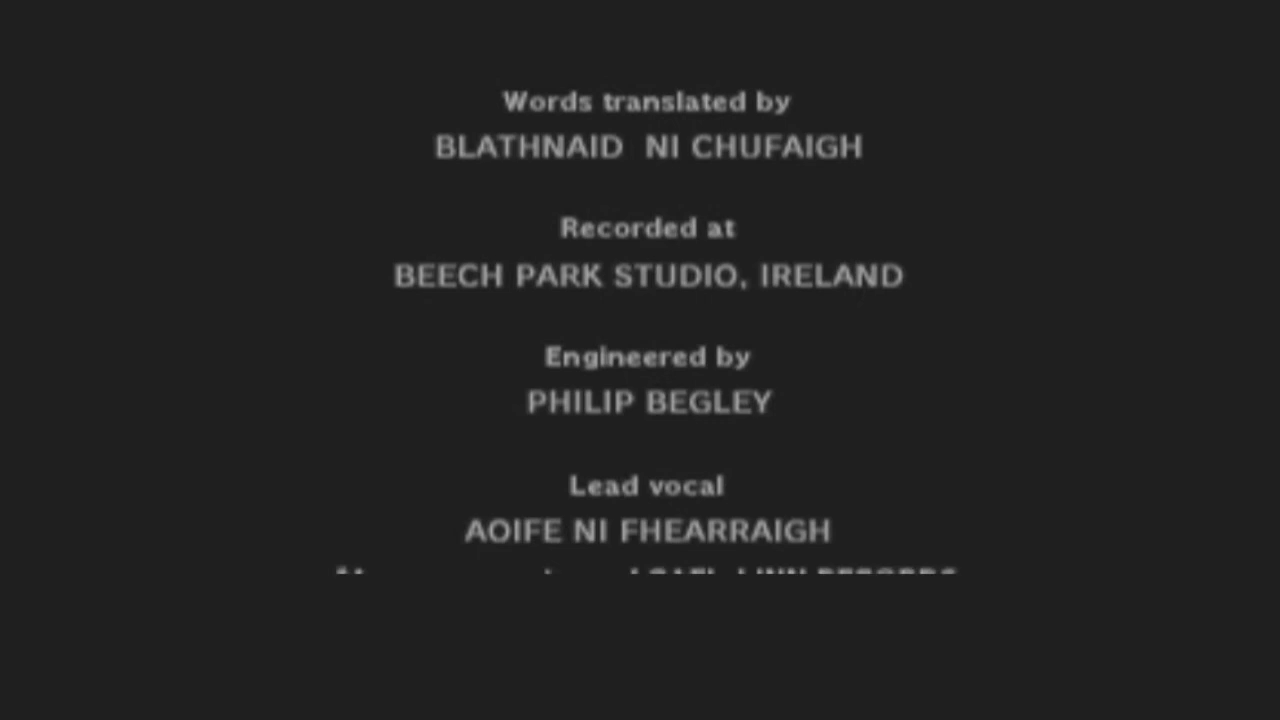 Words translated by
BLATHNAID NI CHUFAIGH
Recorded at
BEECH PARK STUDIO, IRELAND
Engineered by
PHILIP BEGLEY
Lead vocal
AOIFE NI FHEARRAIGH